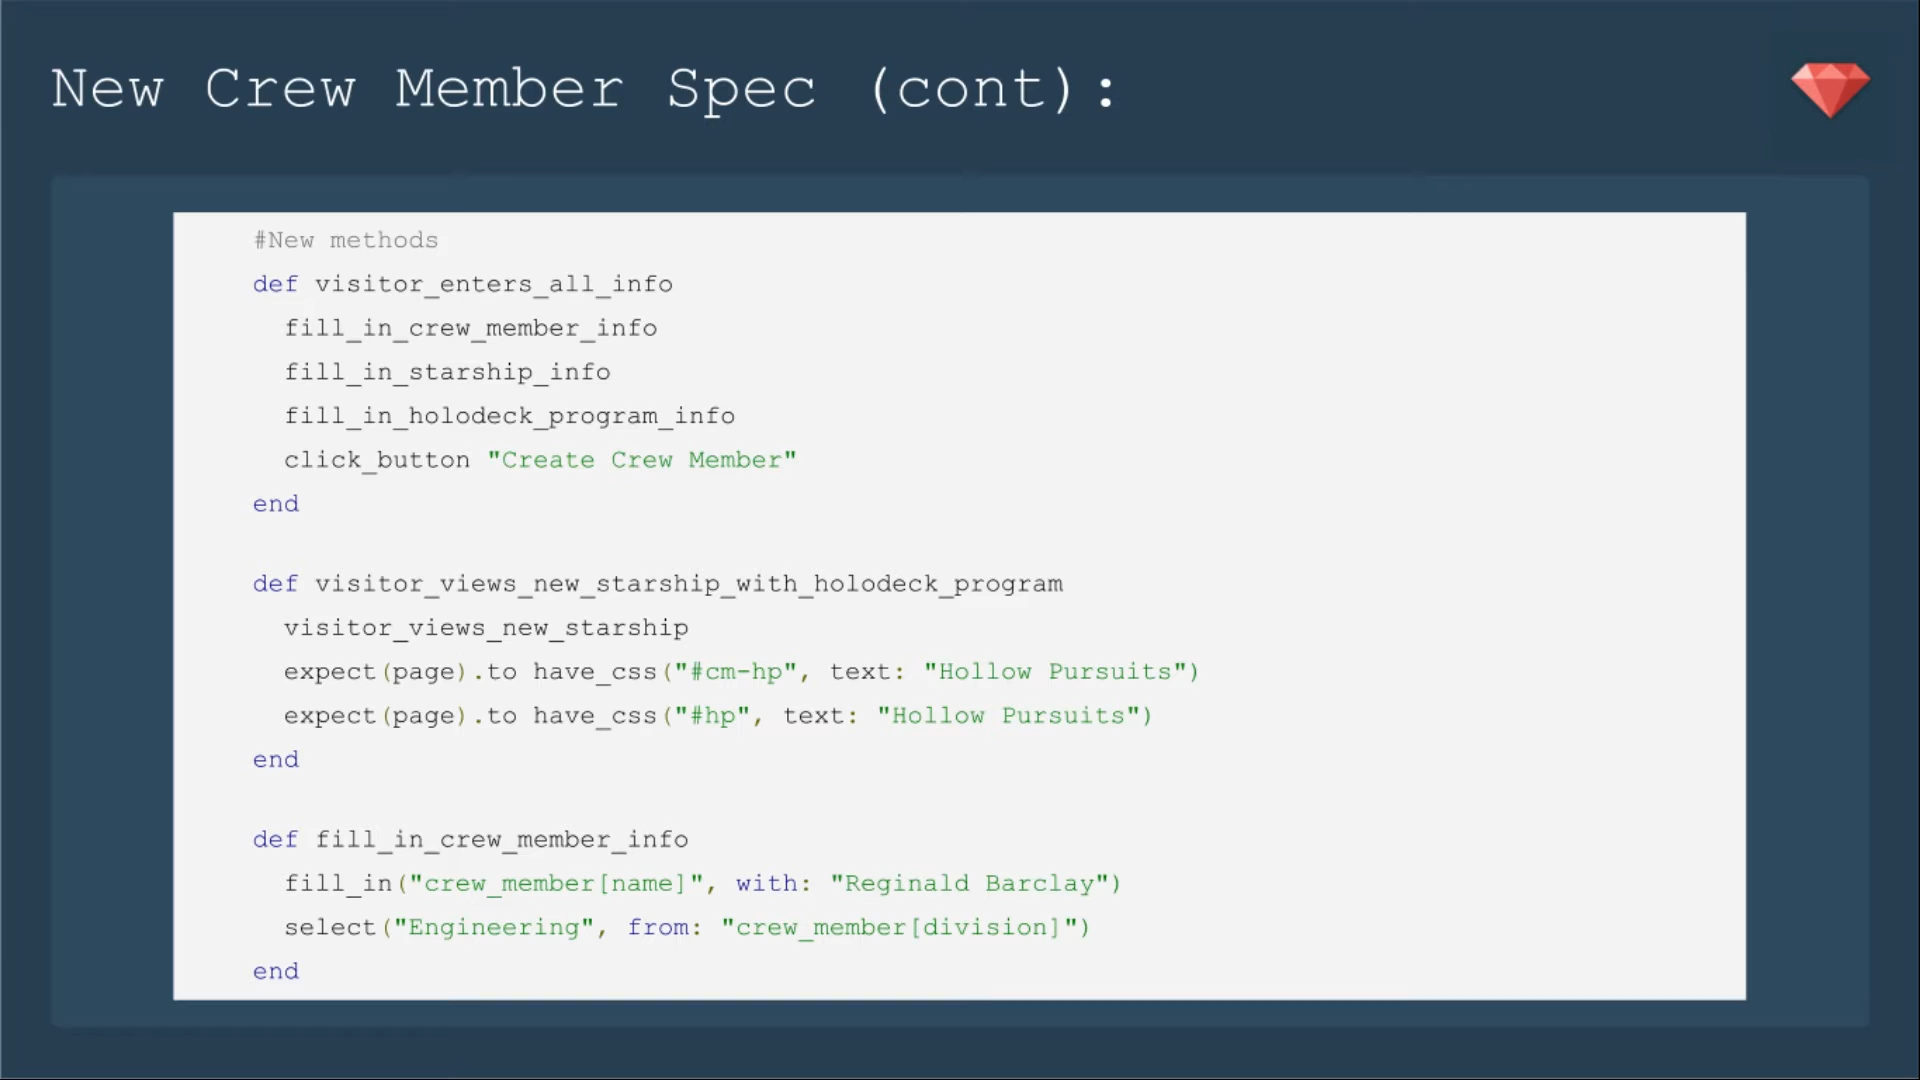 New Crew Member Spec (cont):
#New methods
def visitor_enters_all_info
  fill_in_crew_member_info
  fill_in_starship_info
  fill_in_holodeck_program_info
  click_button "Create Crew Member"
end
def visitor_views_new_starship_with_holodeck_program
  visitor_views_new_starship
  expect(page).to have_css("#cm-hp", text: "Hollow Pursuits")
  expect(page).to have_css("#hp", text: "Hollow Pursuits")
end
def fill_in_crew_member_info
  fill_in("crew_member[name]", with: "Reginald Barclay")
  select("Engineering", from: "crew_member[division]")
end